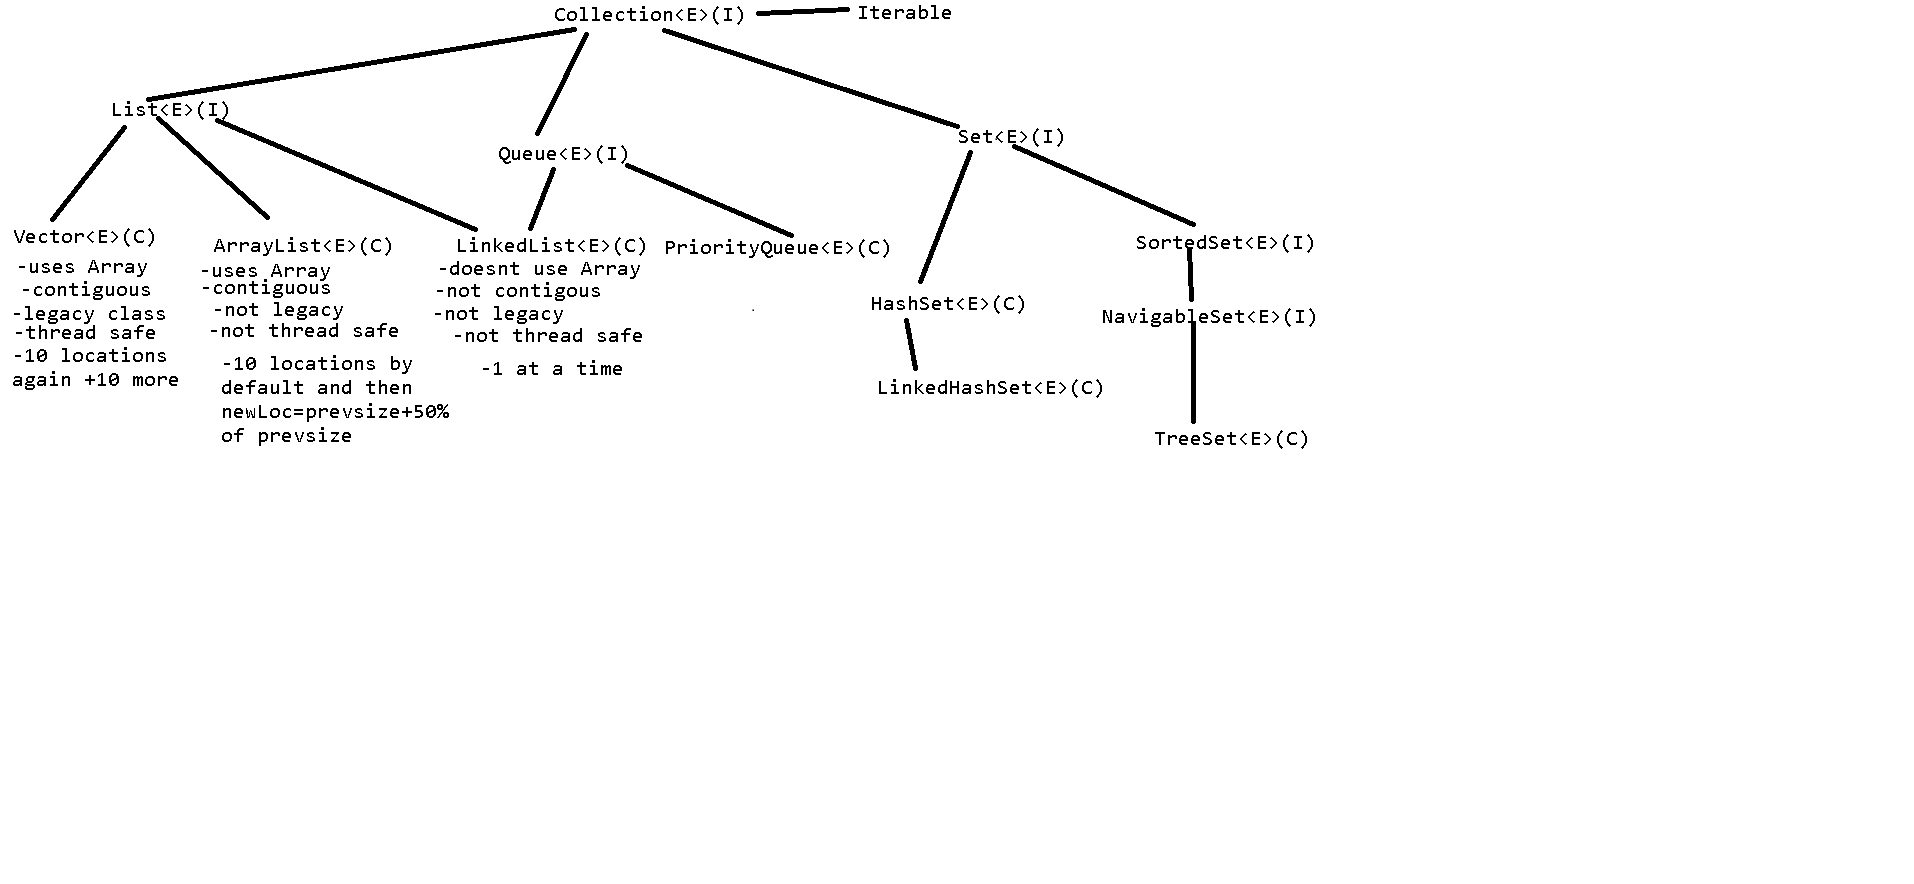 Collection<E>(I)
Iterable
List<E>(I)
Queue<E>(I)
Set<E>(I)
Vector<E>(C)
-uses Array
-contiguous
-legacy class
-thread safe
-10 locations
again +10 more
ArrayList<E>(C)
-uses Array
-contiguous
-not legacy
-not thread safe
-10 locations by
default and then
newLoc=prevsize+50%
of prevsize
LinkedList<E>(C)
-doesnt use Array
-not contigous
-not legacy
-not thread safe
-1 at a time
PriorityQueue<E>(C)
HashSet<E>(C)
LinkedHashSet<E>(C)
SortedSet<E>(I)
NavigableSet<E>(I)
TreeSet<E>(C)